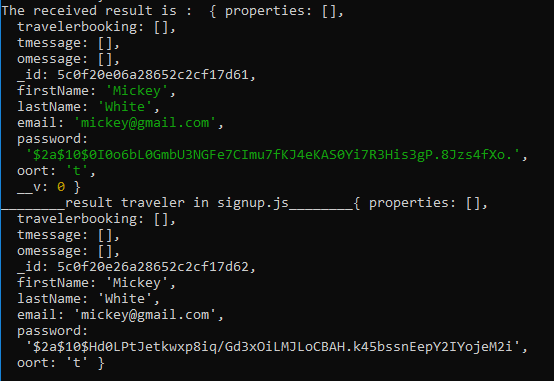 The received result is :  { properties: [],
  travelerbooking: [],
  tmessage: [],
  omessage: [],
  _id: 5c0f20e06a28652c2cf17d61,
  firstName: 'Mickey',
  lastName: 'White',
  email: 'mickey@gmail.com',
  password:
   '$2a$10$0I0o6bL0GmbU3NGFe7CImu7fKJ4eKAS0Yi7R3His3gP.8Jzs4fXo.',
  oort: 't',
  __v: 0 }
________result traveler in signup.js________{ properties: [],
  travelerbooking: [],
  tmessage: [],
  omessage: [],
  _id: 5c0f20e26a28652c2cf17d62,
  firstName: 'Mickey',
  lastName: 'White',
  email: 'mickey@gmail.com',
  password:
   '$2a$10$Hd0LPtJetkwxp8iq/Gd3xOiLMJLoCBAH.k45bssnEepY2IYojeM2i',
  oort: 't' }